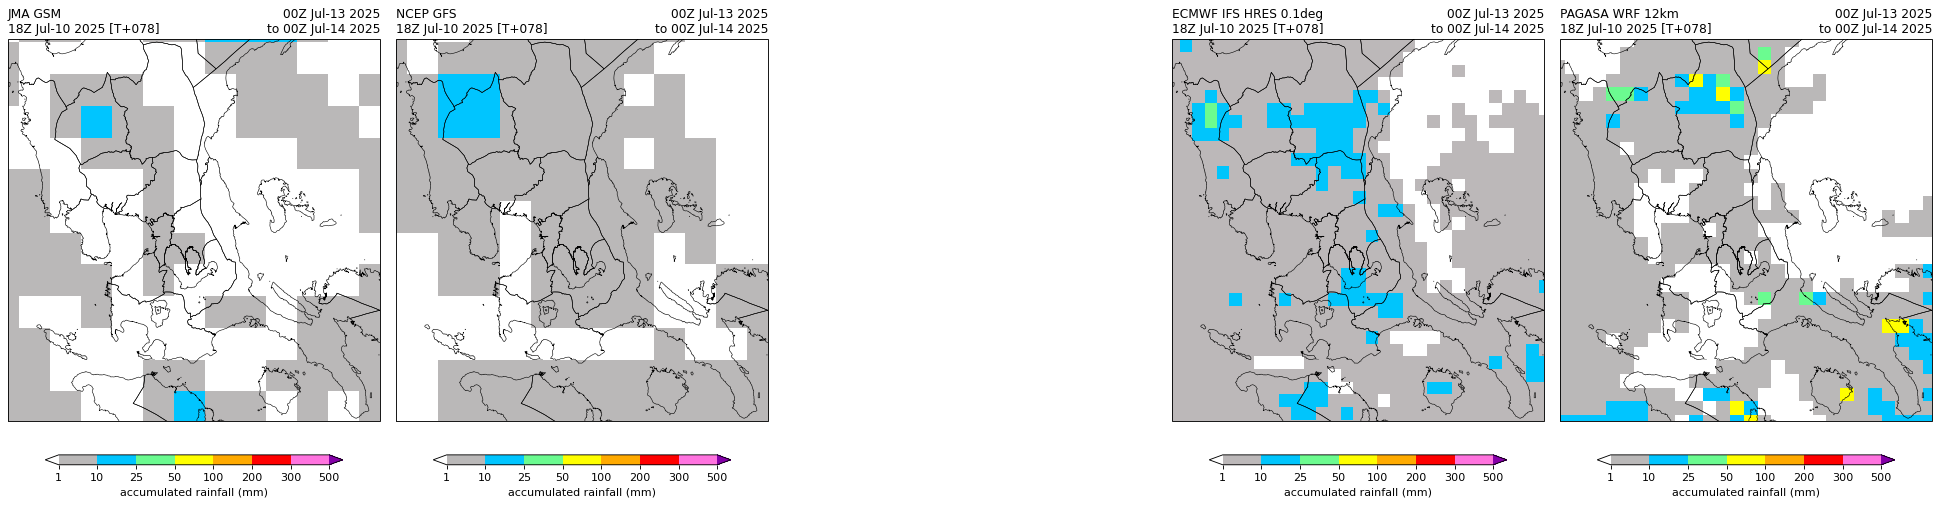 JMA GSM 00Z Jul-13 2025
18Z Jul-10 2025 [T+078] to 00Z Jul-14 2025
1 10 25 50 100 200 300 500
accumulated rainfall (mm)
NCEP GFS 00Z Jul-13 2025
18Z Jul-10 2025 [T+078] to 00Z Jul-14 2025
1 10 25 50 100 200 300 500
accumulated rainfall (mm)
ECMWF IFS HRES 0.1deg 00Z Jul-13 2025
18Z Jul-10 2025 [T+078] to 00Z Jul-14 2025
1 10 25 50 100 200 300 500
accumulated rainfall (mm)
PAGASA WRF 12km 00Z Jul-13 2025
18Z Jul-10 2025 [T+078] to 00Z Jul-14 2025
1 10 25 50 100 200 300 500
accumulated rainfall (mm)